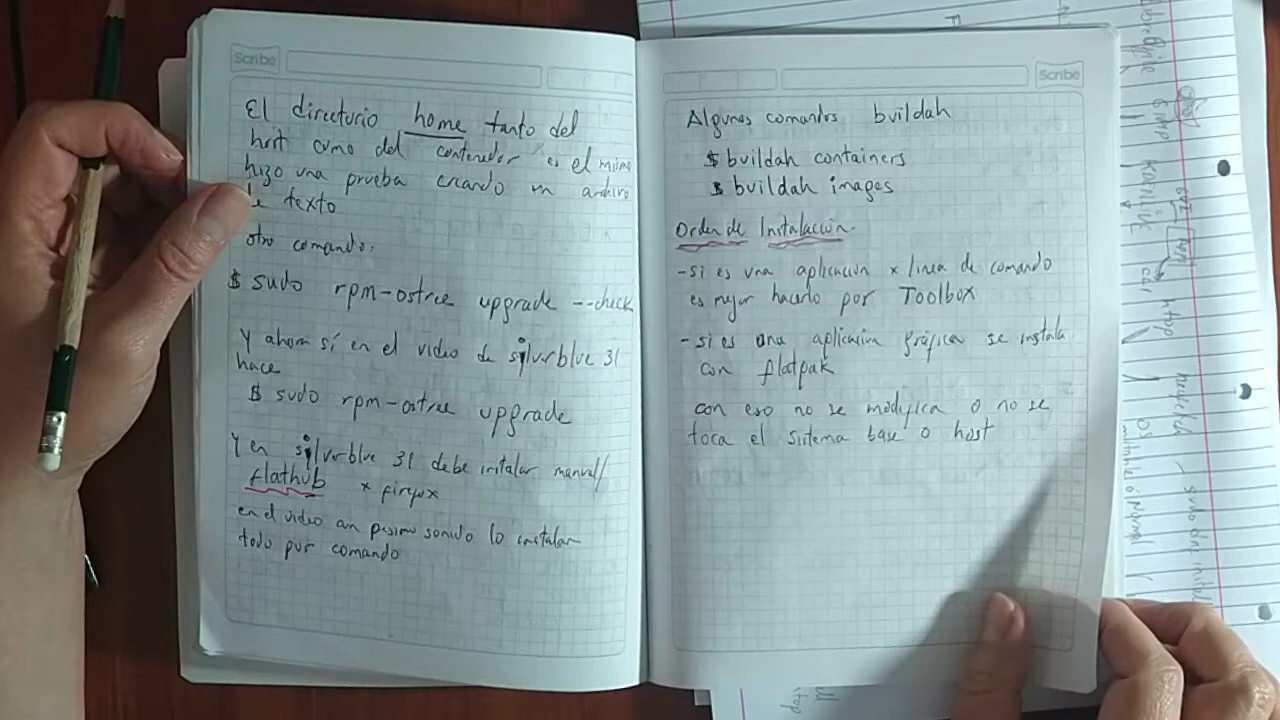 Scribe
El directorio home tanto del
host como del contenedor es el mismo
hizo una prueba creando un archivo
de texto
otro comando:
$ sudo rpm-ostree upgrade --check
Y ahora sí en el video de silverblue 31
hace
$ sudo rpm-ostree upgrade
Y en silverblue 31 debe instalar manual/
flathub x firefox
en el video an pesimo sonido lo instalan
todo por comando
Scribe
Algunos comandos buildah
$ buildah containers
$ buildah images
Orden de Instalación.
- si es una aplicación x línea de comando
es mejor hacerlo por Toolbox
- si es una aplicación gráfica se instala
con flatpak
con eso no se modifica o no se
toca el sistema base o host